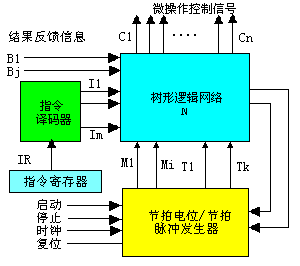 微操作控制信号
结果反馈信息
C1 ‥‥ Cn
B1
Bj
I1
Im
指令
译码器
树形逻辑网络
N
IR
指令寄存器
M1 Mi T1 Tk
启动
停止
时钟
复位
节拍电位/节拍
脉冲发生器